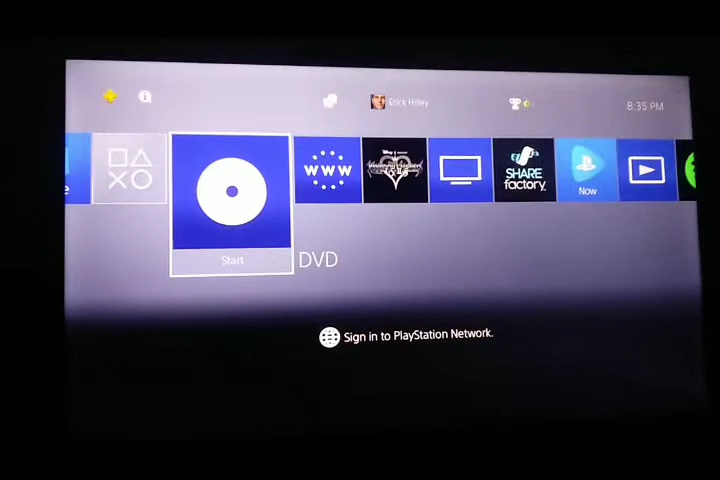 Erick Hilley
8:35 PM
e
WWW
SHARE
factory
Now
Start
DVD
Sign in to PlayStation Network.